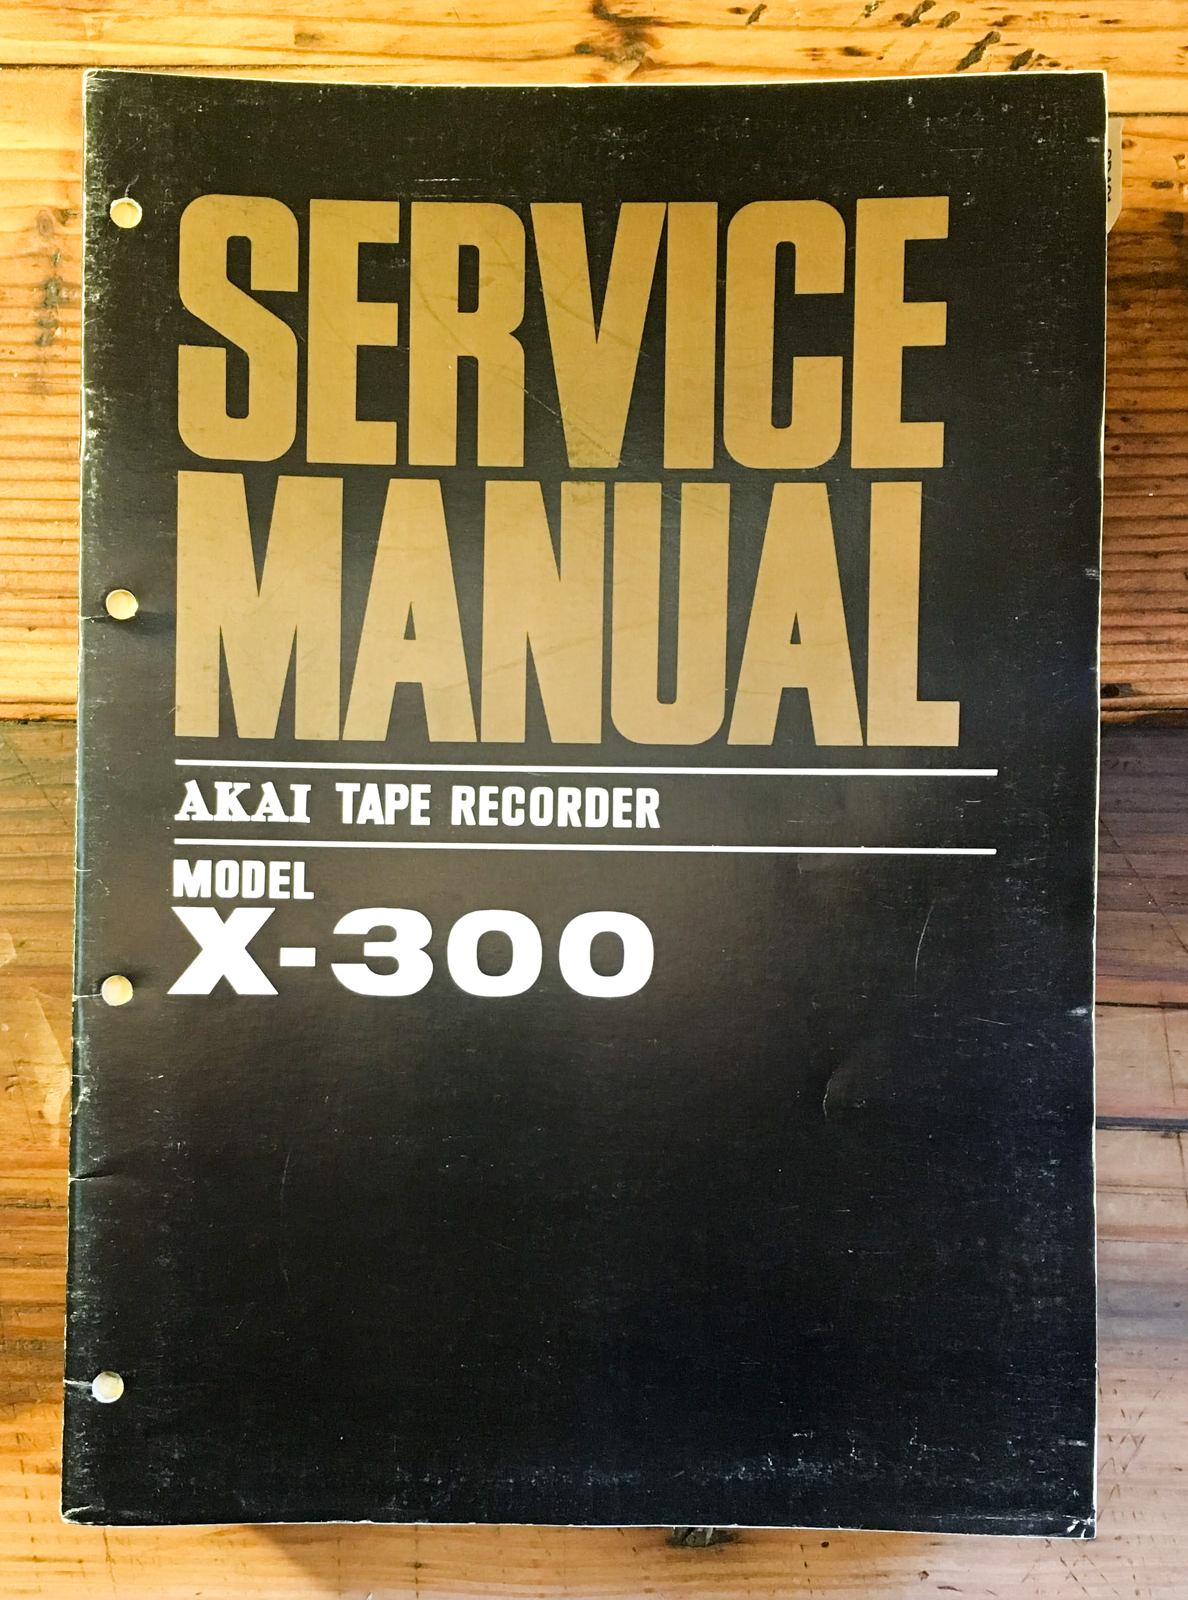 SERVICE
MANUAL
AKAI TAPE RECORDER
MODEL
X-300